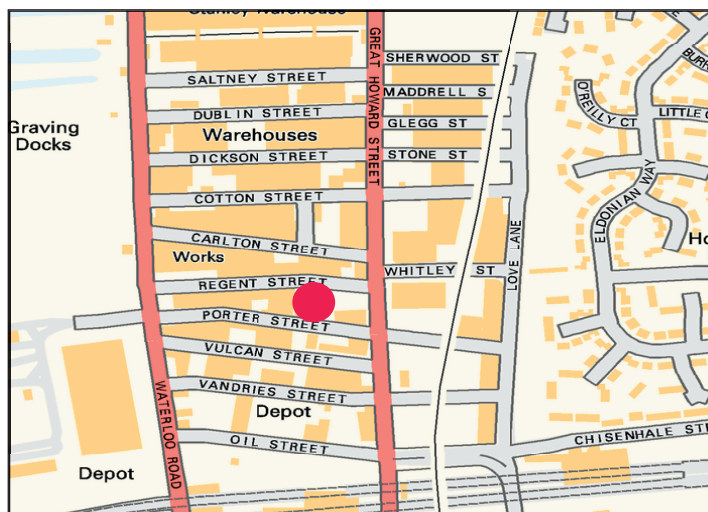 Stanley Warehouse
GREAT HOWARD STREET
SHERWOOD ST
SALTNEY STREET
MADDRELL S
O'REILLY CT
LITTLE
DUBLIN STREET
GLEGG ST
Graving
Docks
Warehouses
DICKSON STREET
STONE ST
ELDONIAN WAY
COTTON STREET
CARLTON STREET
LOVE LANE
Works
WHITLEY ST
REGENT STREET
PORTER STREET
VULCAN STREET
VANDRIES STREET
WATERLOO ROAD
Depot
OIL STREET
CHISENHALE ST
Depot